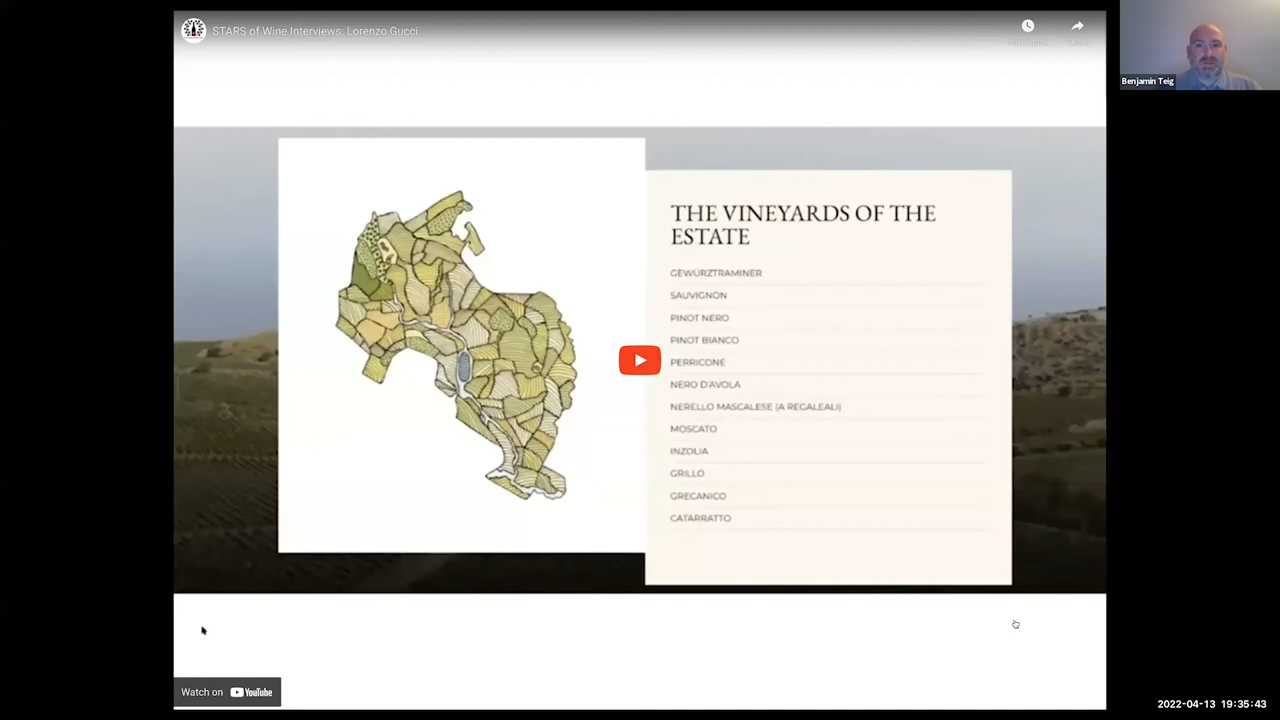 STARS of Wine Interviews: Lorenzo Gucci
Benjamin Teig
THE VINEYARDS OF THE
ESTATE
GEWÜRZTRAMINER
SAUVIGNON
PINOT NERO
PINOT BIANCO
PERRICONE
NERO D'AVOLA
NERELLO MASCALESE (A REGALEALI)
MOSCATO
INZOLIA
GRILLO
GRECANICO
CATARRATTO
Watch on YouTube
2022-04-13 19:35:43